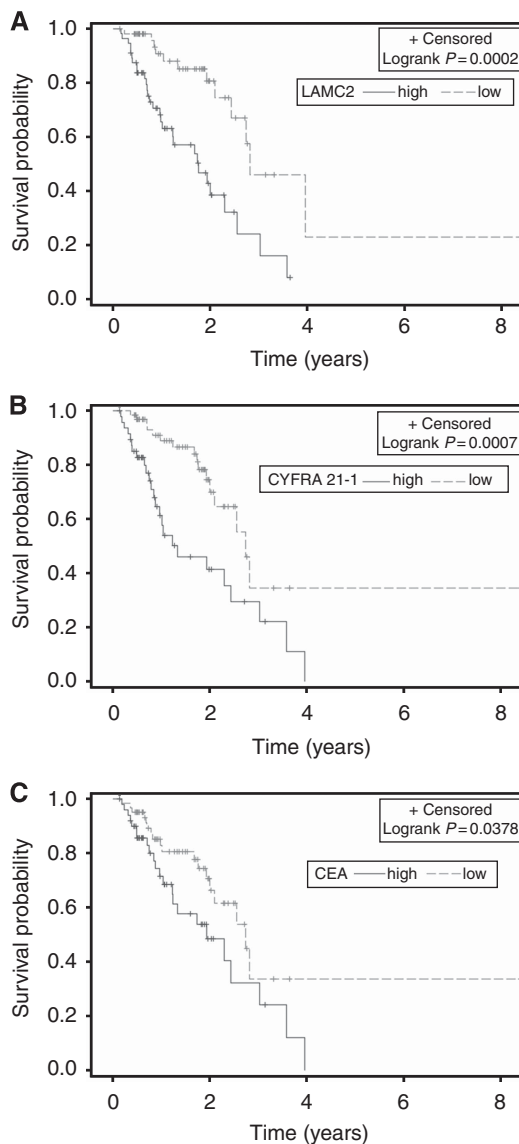 A
Survival probability
1.0
0.8
0.6
0.4
0.2
0.0
+ Censored
Logrank P=0.0002
LAMC2 high low
0 2 4 6 8
Time (years)
B
Survival probability
1.0
0.8
0.6
0.4
0.2
0.0
+ Censored
Logrank P=0.0007
CYFRA 21-1 high low
0 2 4 6 8
Time (years)
C
Survival probability
1.0
0.8
0.6
0.4
0.2
0.0
+ Censored
Logrank P=0.0378
CEA high low
0 2 4 6 8
Time (years)